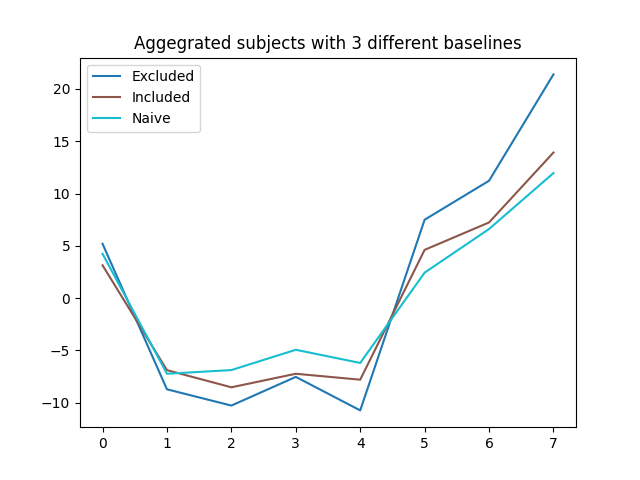 Aggegrated subjects with 3 different baselines
Excluded
Included
Naive
20
15
10
5
0
−5
−10
0 1 2 3 4 5 6 7